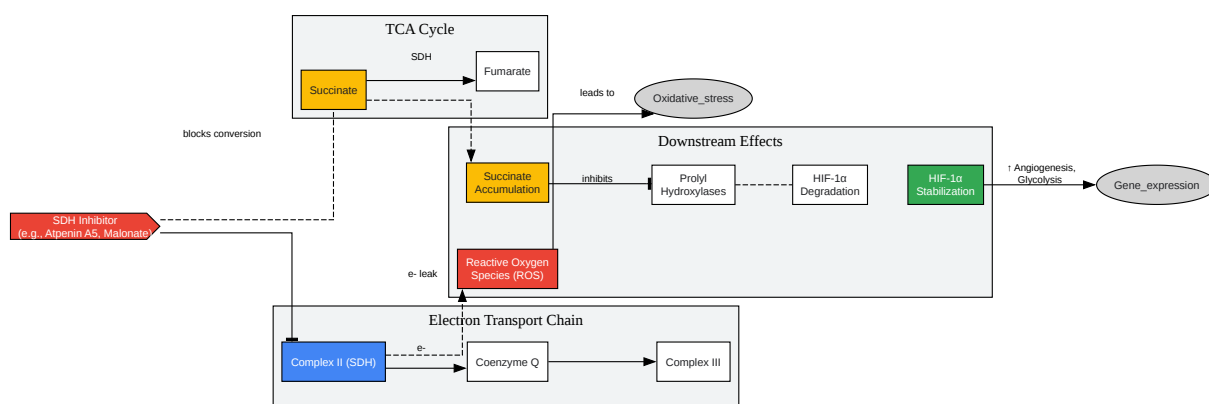 TCA Cycle
SDH
Fumarate
Succinate
leads to
Oxidative_stress
blocks conversion
Downstream Effects
Succinate
Accumulation
inhibits
Prolyl
Hydroxylases
HIF-1α
Degradation
HIF-1α
Stabilization
↑ Angiogenesis,
Glycolysis
Gene_expression
SDH Inhibitor
(e.g., Atpenin A5, Malonate)
Reactive Oxygen
Species (ROS)
e- leak
Electron Transport Chain
Complex II (SDH)
e-
Coenzyme Q
Complex III